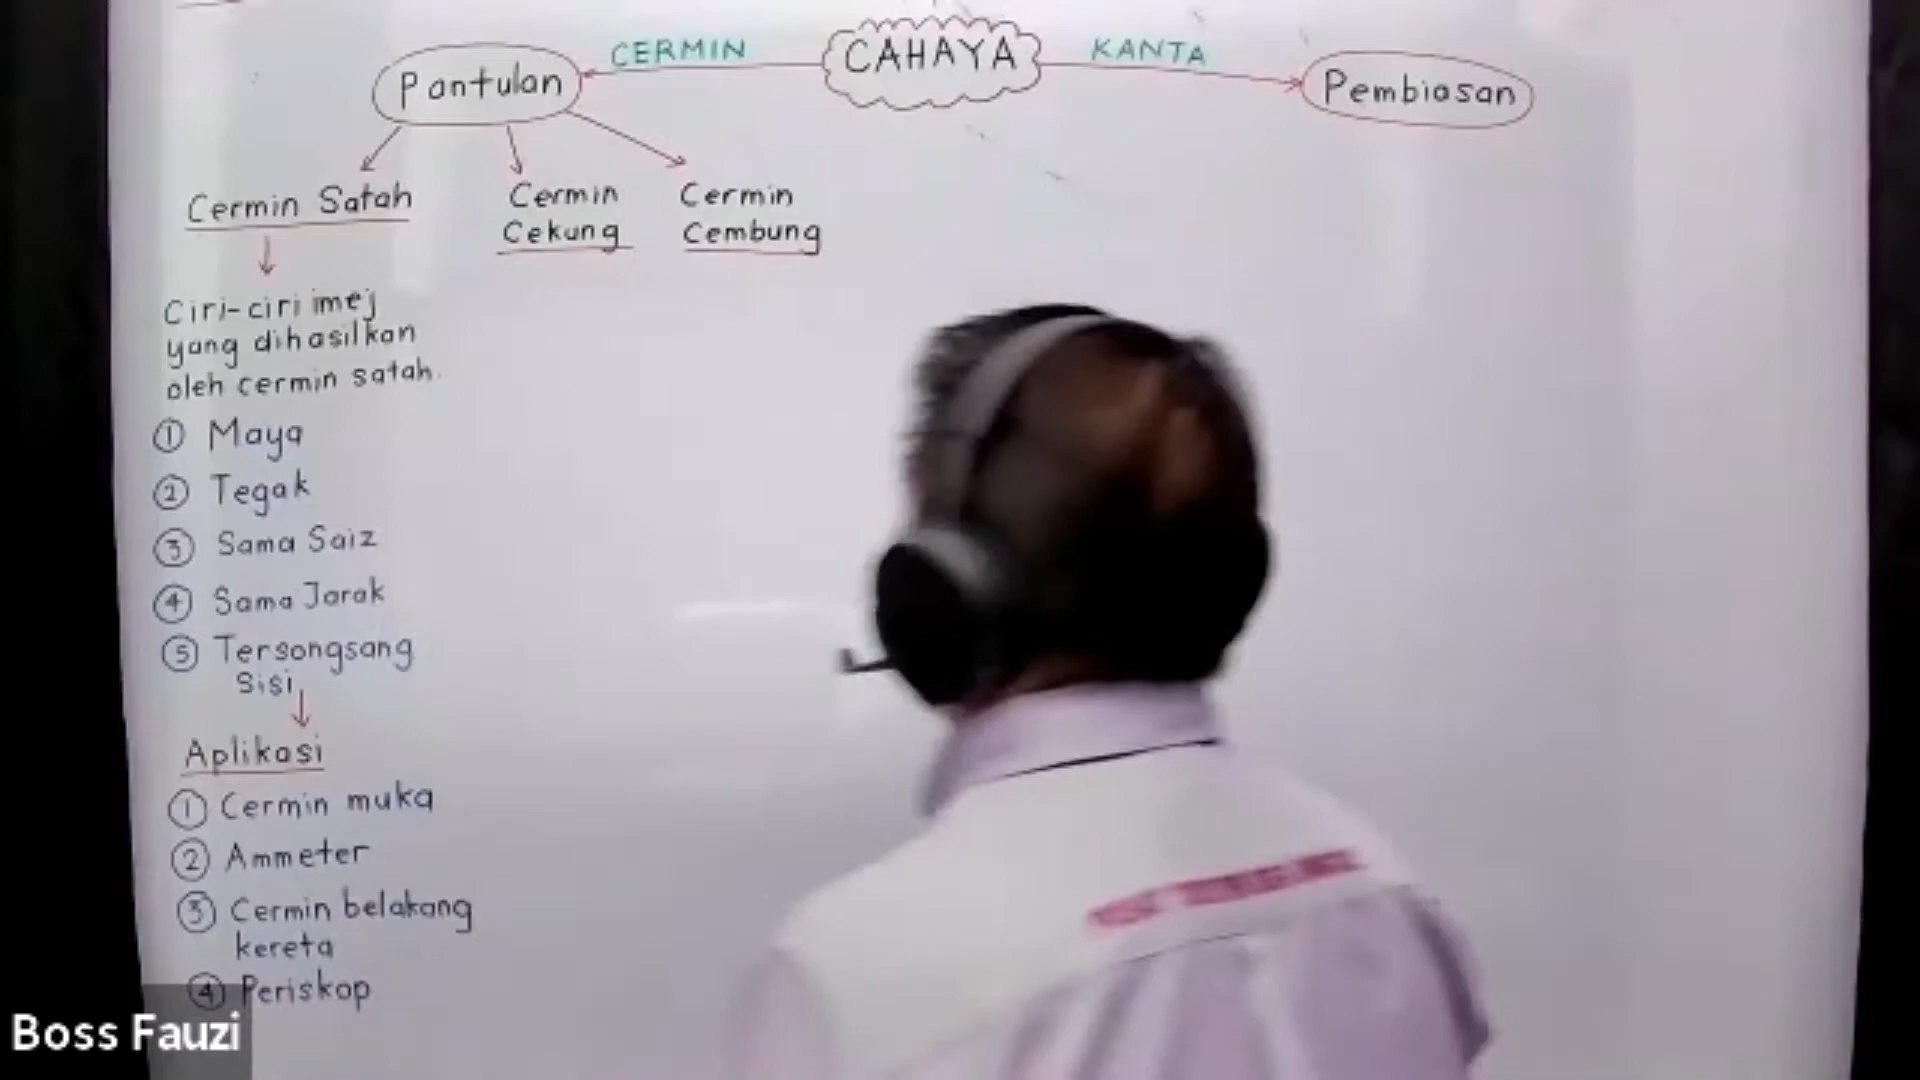 CAHAYA
CERMIN
KANTA
Pantulan
Pembiasan
Cermin Satah
Cermin
Cekung
Cermin
Cembung
Ciri-ciri imej
yang dihasilkan
oleh cermin satah.
① Maya
② Tegak
③ Sama Saiz
④ Sama Jarak
⑤ Tersongsang
Sisi
Aplikasi
① Cermin muka
② Ammeter
③ Cermin belakang
kereta
④ Periskop
Boss Fauzi